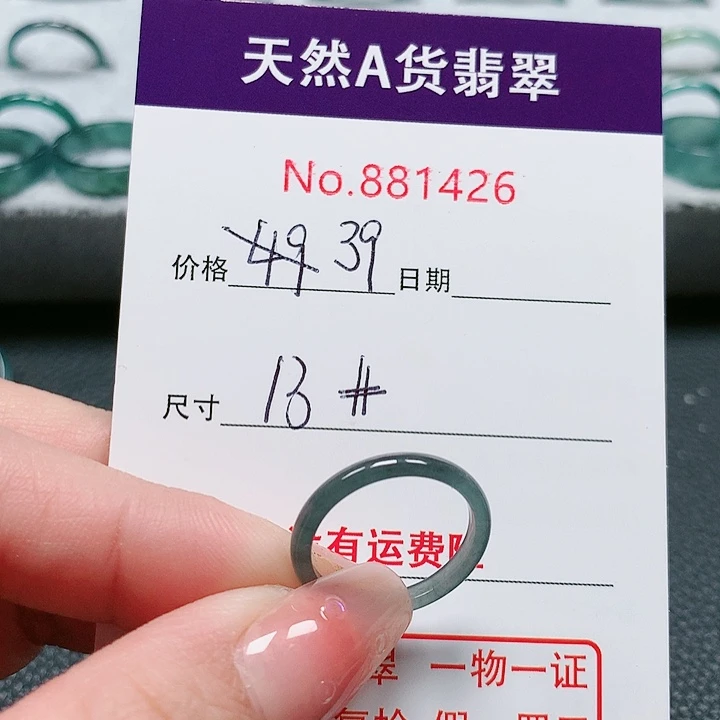 天然A货翡翠
No.881426
价格 49 39 日期
尺寸 13 #
有运费
翠 一物一证